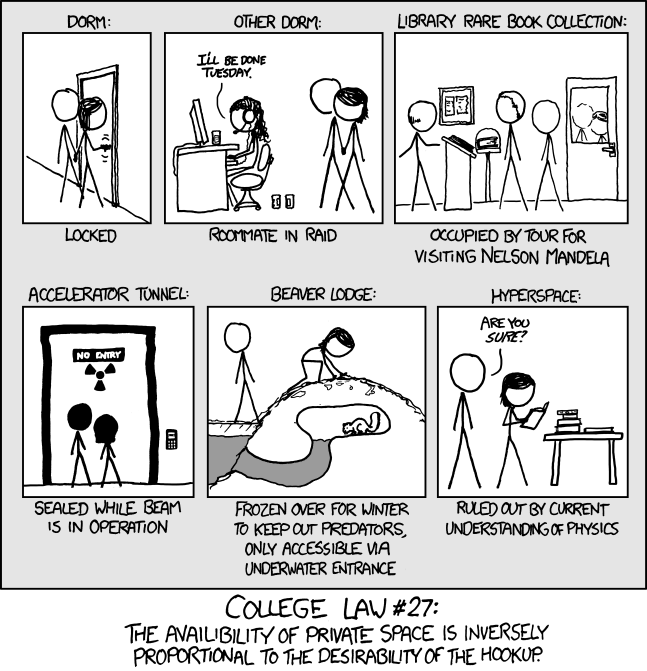 DORM:
LOCKED
OTHER DORM:
I'LL BE DONE
TUESDAY.
ROOMMATE IN RAID
LIBRARY RARE BOOK COLLECTION:
OCCUPIED BY TOUR FOR
VISITING NELSON MANDELA
ACCELERATOR TUNNEL:
NO ENTRY
SEALED WHILE BEAM
IS IN OPERATION
BEAVER LODGE:
FROZEN OVER FOR WINTER
TO KEEP OUT PREDATORS,
ONLY ACCESSIBLE VIA
UNDERWATER ENTRANCE
HYPERSPACE:
ARE YOU
SURE?
RULED OUT BY CURRENT
UNDERSTANDING OF PHYSICS
COLLEGE LAW #27:
THE AVAILIBILITY OF PRIVATE SPACE IS INVERSELY
PROPORTIONAL TO THE DESIRABILITY OF THE HOOKUP.